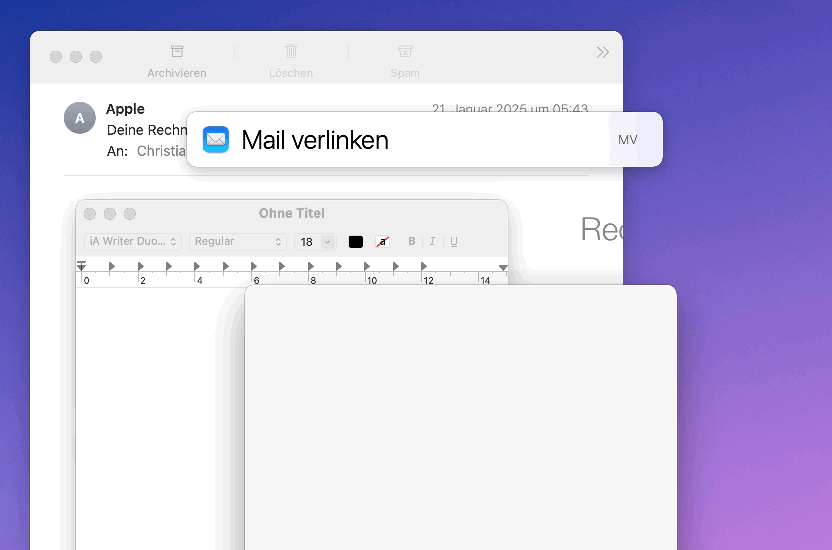 Archivieren Löschen Spam
A
Apple
21. Januar 2025 um 05:43
Deine Rechn
An: Christia
Mail verlinken
MV
Rec
Ohne Titel
iA Writer Duo... Regular 18 a B I U
0 2 4 6 8 10 12 14